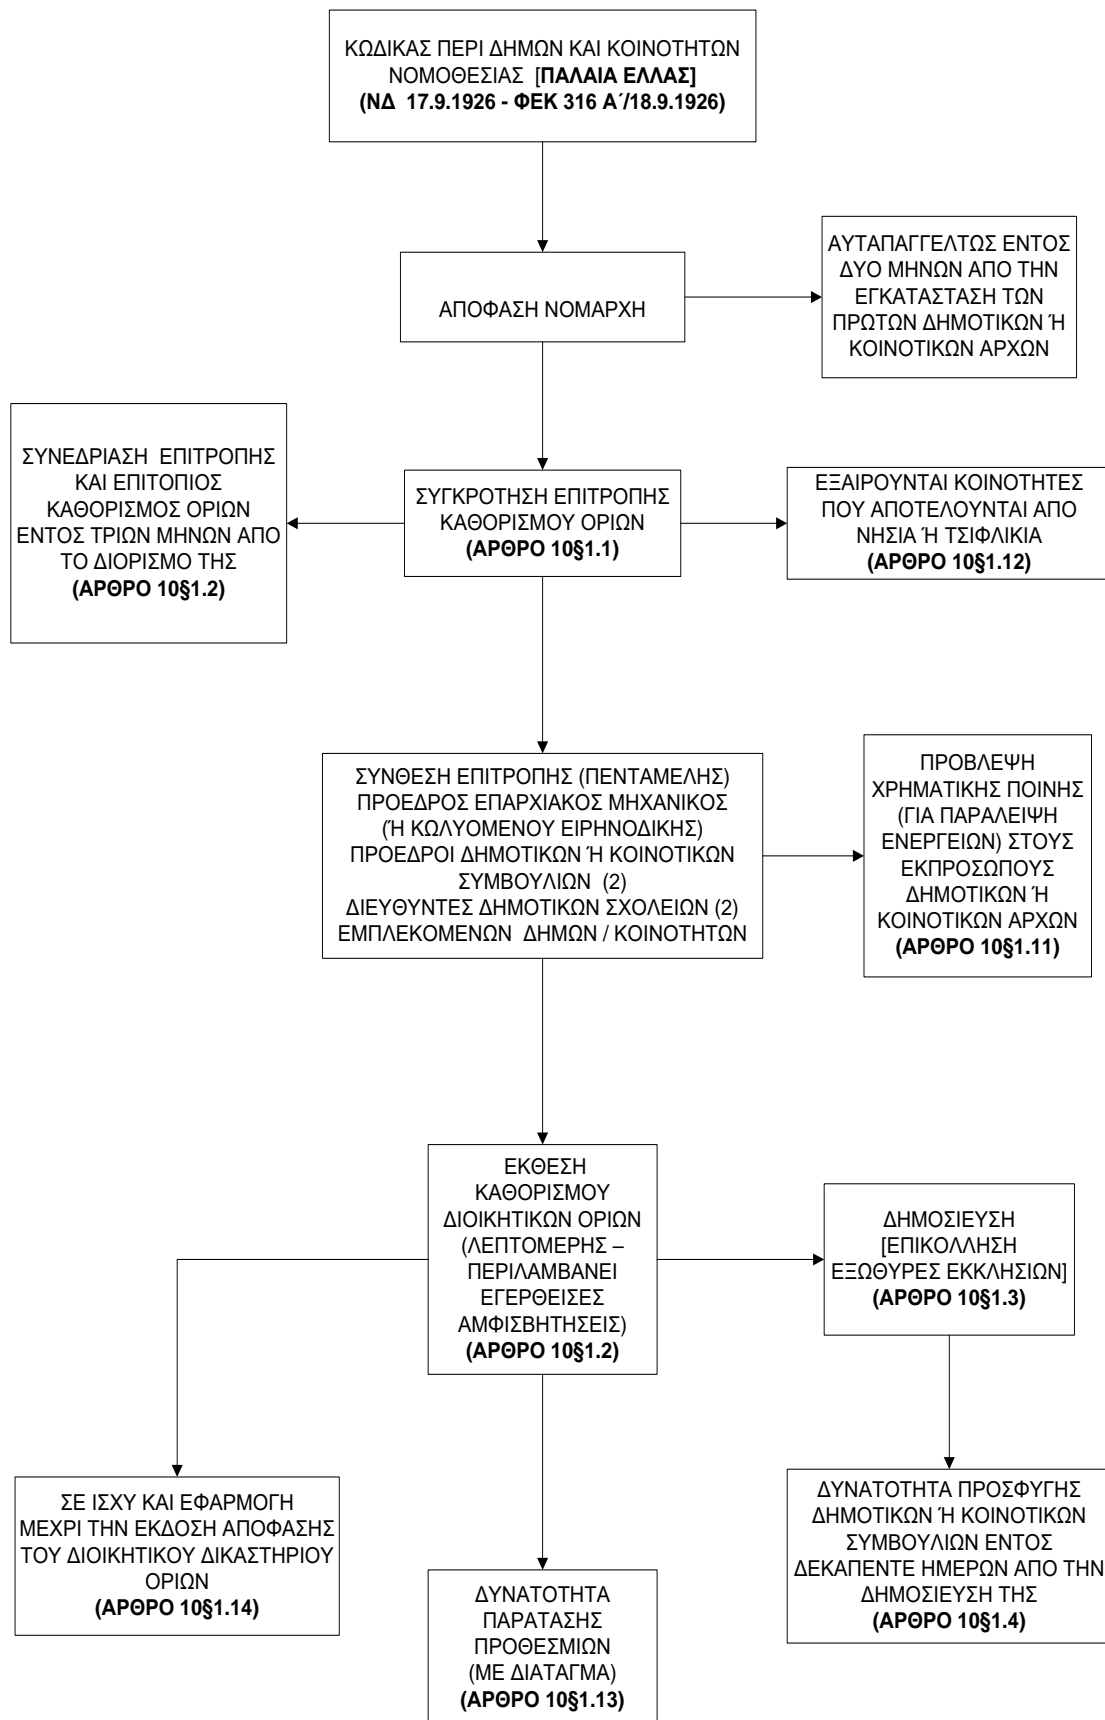 ΚΩΔΙΚΑΣ ΠΕΡΙ ΔΗΜΩΝ ΚΑΙ ΚΟΙΝΟΤΗΤΩΝ
ΝΟΜΟΘΕΣΙΑΣ [ΠΑΛΑΙΑ ΕΛΛΑΣ]
(ΝΔ 17.9.1926 - ΦΕΚ 316 Α΄/18.9.1926)
ΑΠΟΦΑΣΗ ΝΟΜΑΡΧΗ
ΑΥΤΑΠΑΓΓΕΛΤΩΣ ΕΝΤΟΣ
ΔΥΟ ΜΗΝΩΝ ΑΠΟ ΤΗΝ
ΕΓΚΑΤΑΣΤΑΣΗ ΤΩΝ
ΠΡΩΤΩΝ ΔΗΜΟΤΙΚΩΝ Ή
ΚΟΙΝΟΤΙΚΩΝ ΑΡΧΩΝ
ΣΥΝΕΔΡΙΑΣΗ ΕΠΙΤΡΟΠΗΣ
ΚΑΙ ΕΠΙΤΟΠΙΟΣ
ΚΑΘΟΡΙΣΜΟΣ ΟΡΙΩΝ
ΕΝΤΟΣ ΤΡΙΩΝ ΜΗΝΩΝ ΑΠΟ
ΤΟ ΔΙΟΡΙΣΜΟ ΤΗΣ
(ΑΡΘΡΟ 10§1.2)
ΣΥΓΚΡΟΤΗΣΗ ΕΠΙΤΡΟΠΗΣ
ΚΑΘΟΡΙΣΜΟΥ ΟΡΙΩΝ
(ΑΡΘΡΟ 10§1.1)
ΕΞΑΙΡΟΥΝΤΑΙ ΚΟΙΝΟΤΗΤΕΣ
ΠΟΥ ΑΠΟΤΕΛΟΥΝΤΑΙ ΑΠΟ
ΝΗΣΙΑ Ή ΤΣΙΦΛΙΚΙΑ
(ΑΡΘΡΟ 10§1.12)
ΣΥΝΘΕΣΗ ΕΠΙΤΡΟΠΗΣ (ΠΕΝΤΑΜΕΛΗΣ)
ΠΡΟΕΔΡΟΣ ΕΠΑΡΧΙΑΚΟΣ ΜΗΧΑΝΙΚΟΣ
(Ή ΚΩΛΥΟΜΕΝΟΥ ΕΙΡΗΝΟΔΙΚΗΣ)
ΠΡΟΕΔΡΟΙ ΔΗΜΟΤΙΚΩΝ Ή ΚΟΙΝΟΤΙΚΩΝ
ΣΥΜΒΟΥΛΙΩΝ (2)
ΔΙΕΥΘΥΝΤΕΣ ΔΗΜΟΤΙΚΩΝ ΣΧΟΛΕΙΩΝ (2)
ΕΜΠΛΕΚΟΜΕΝΩΝ ΔΗΜΩΝ / ΚΟΙΝΟΤΗΤΩΝ
ΠΡΟΒΛΕΨΗ
ΧΡΗΜΑΤΙΚΗΣ ΠΟΙΝΗΣ
(ΓΙΑ ΠΑΡΑΛΕΙΨΗ
ΕΝΕΡΓΕΙΩΝ) ΣΤΟΥΣ
ΕΚΠΡΟΣΩΠΟΥΣ
ΔΗΜΟΤΙΚΩΝ Ή
ΚΟΙΝΟΤΙΚΩΝ ΑΡΧΩΝ
(ΑΡΘΡΟ 10§1.11)
ΕΚΘΕΣΗ
ΚΑΘΟΡΙΣΜΟΥ
ΔΙΟΙΚΗΤΙΚΩΝ ΟΡΙΩΝ
(ΛΕΠΤΟΜΕΡΗΣ –
ΠΕΡΙΛΑΜΒΑΝΕΙ
ΕΓΕΡΘΕΙΣΕΣ
ΑΜΦΙΣΒΗΤΗΣΕΙΣ)
(ΑΡΘΡΟ 10§1.2)
ΔΗΜΟΣΙΕΥΣΗ
[ΕΠΙΚΟΛΛΗΣΗ
ΕΞΩΘΥΡΕΣ ΕΚΚΛΗΣΙΩΝ]
(ΑΡΘΡΟ 10§1.3)
ΣΕ ΙΣΧΥ ΚΑΙ ΕΦΑΡΜΟΓΗ
ΜΕΧΡΙ ΤΗΝ ΕΚΔΟΣΗ ΑΠΟΦΑΣΗΣ
ΤΟΥ ΔΙΟΙΚΗΤΙΚΟΥ ΔΙΚΑΣΤΗΡΙΟΥ
ΟΡΙΩΝ
(ΑΡΘΡΟ 10§1.14)
ΔΥΝΑΤΟΤΗΤΑ
ΠΑΡΑΤΑΣΗΣ
ΠΡΟΘΕΣΜΙΩΝ
(ΜΕ ΔΙΑΤΑΓΜΑ)
(ΑΡΘΡΟ 10§1.13)
ΔΥΝΑΤΟΤΗΤΑ ΠΡΟΣΦΥΓΗΣ
ΔΗΜΟΤΙΚΩΝ Ή ΚΟΙΝΟΤΙΚΩΝ
ΣΥΜΒΟΥΛΙΩΝ ΕΝΤΟΣ
ΔΕΚΑΠΕΝΤΕ ΗΜΕΡΩΝ ΑΠΟ ΤΗΝ
ΔΗΜΟΣΙΕΥΣΗ ΤΗΣ
(ΑΡΘΡΟ 10§1.4)